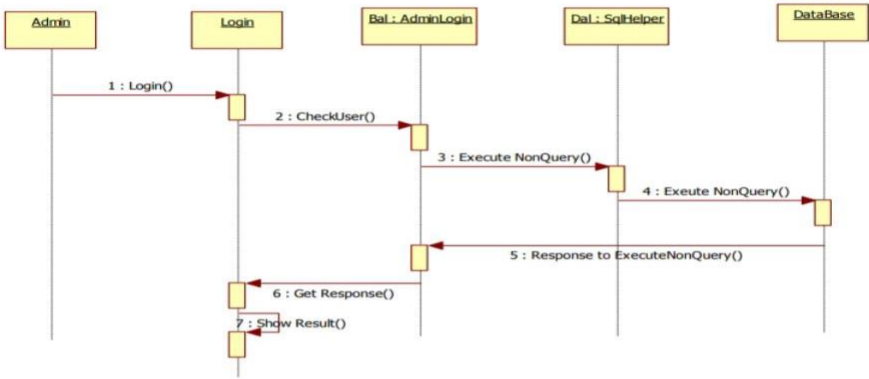 Admin
Login
Bal : AdminLogin
Dal : SqlHelper
DataBase
1 : Login()
2 : CheckUser()
3 : Execute NonQuery()
4 : Exeute NonQuery()
5 : Response to ExecuteNonQuery()
6 : Get Response()
7 : Show Result()